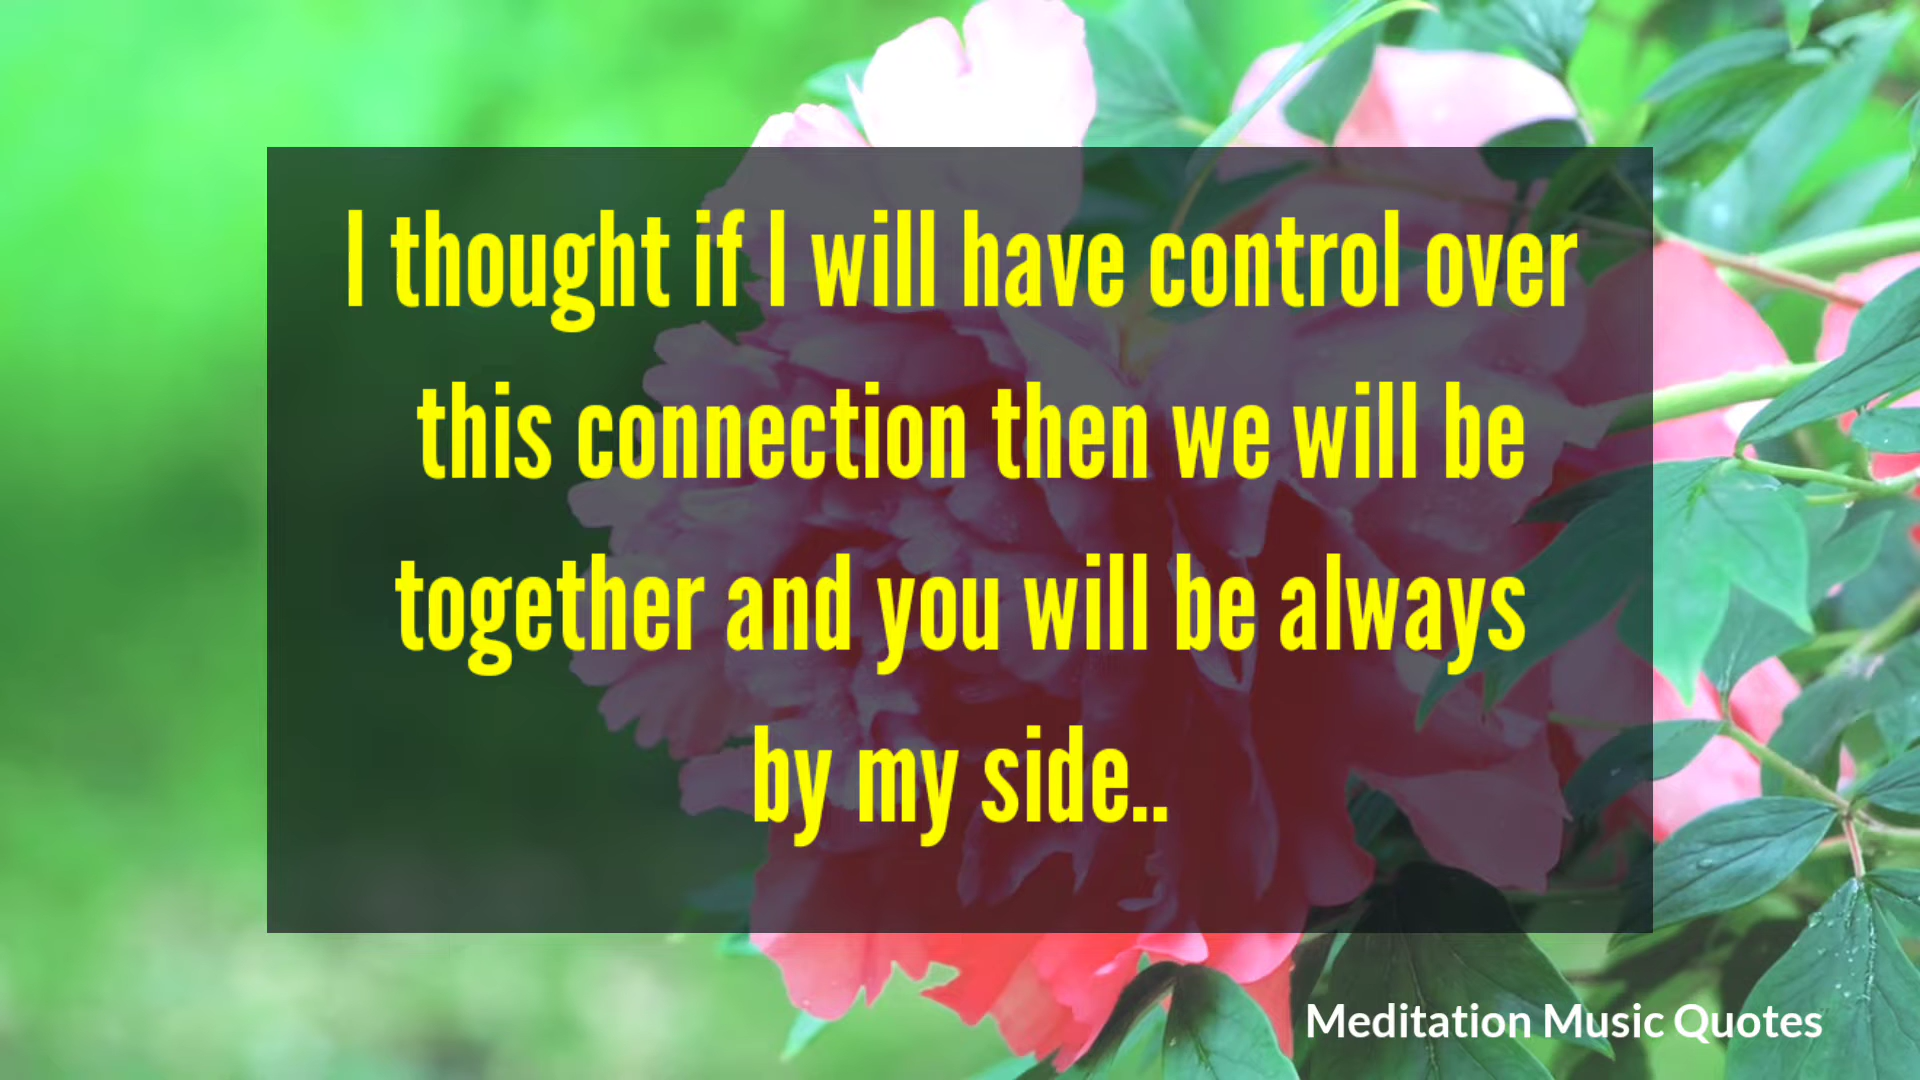 I thought if I will have control over
this connection then we will be
together and you will be always
by my side..
Meditation Music Quotes